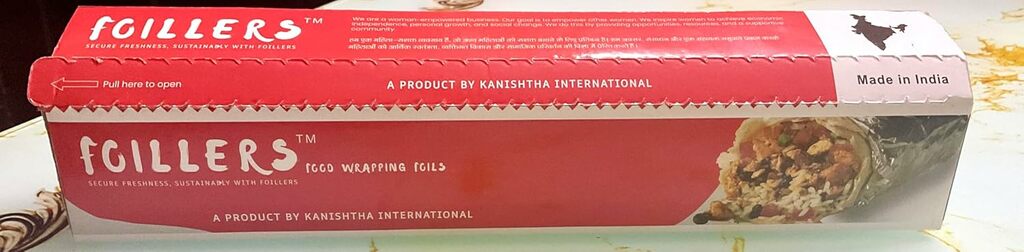 FOILLERS™
SECURE FRESHNESS, SUSTAINABLY WITH FOILLERS
We are a woman-empowered business. Our goal is to empower other women. We inspire women to achieve economic
independence, personal growth, and social change. We do this by providing opportunities, resources, and a supportive
community.
Pull here to open
A PRODUCT BY KANISHTHA INTERNATIONAL
Made in India
FOILLERS™
FOOD WRAPPING FOILS
SECURE FRESHNESS, SUSTAINABLY WITH FOILLERS
A PRODUCT BY KANISHTHA INTERNATIONAL